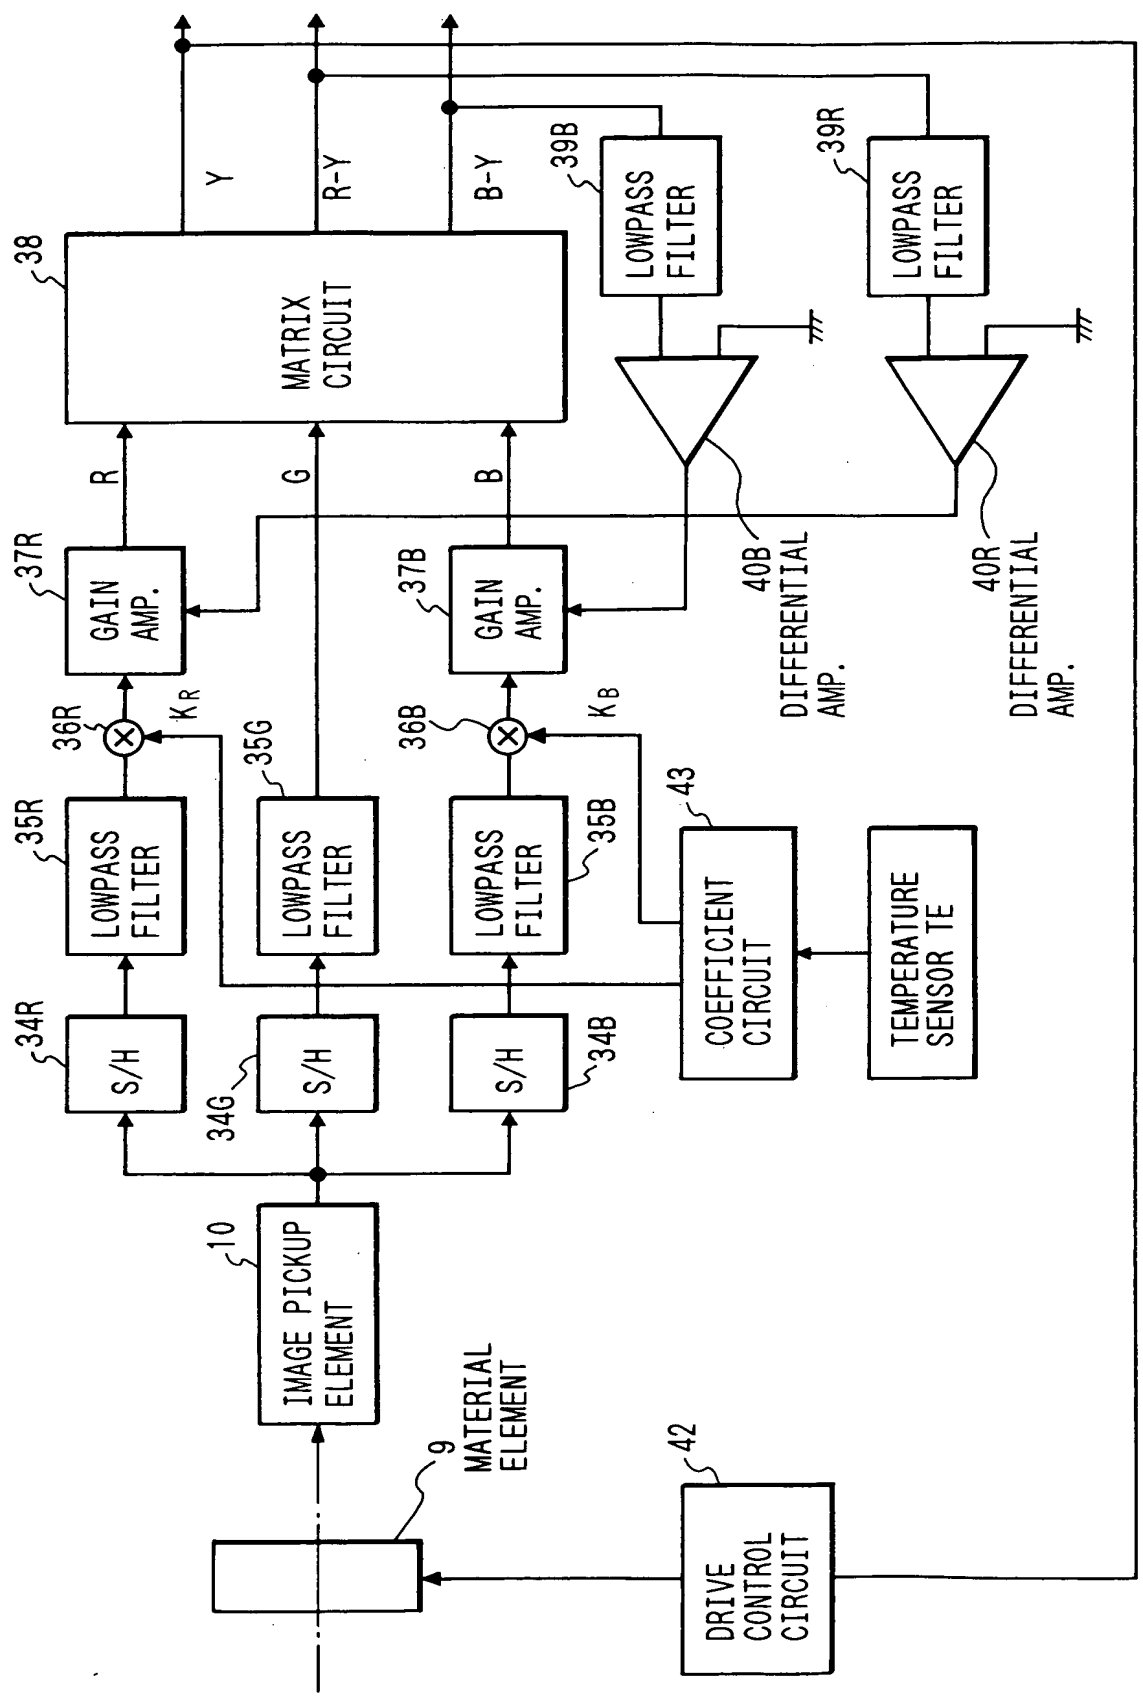 9
MATERIAL
ELEMENT
10
IMAGE PICKUP
ELEMENT
34R
S/H
34G
S/H
34B
S/H
35R
LOWPASS
FILTER
35G
LOWPASS
FILTER
35B
LOWPASS
FILTER
36R
KR
36B
KB
37R
GAIN
AMP.
37B
GAIN
AMP.
R
G
B
38
MATRIX
CIRCUIT
Y
R-Y
B-Y
39B
LOWPASS
FILTER
39R
LOWPASS
FILTER
40B
DIFFERENTIAL
AMP.
40R
DIFFERENTIAL
AMP.
43
COEFFICIENT
CIRCUIT
TEMPERATURE
SENSOR TE
42
DRIVE
CONTROL
CIRCUIT